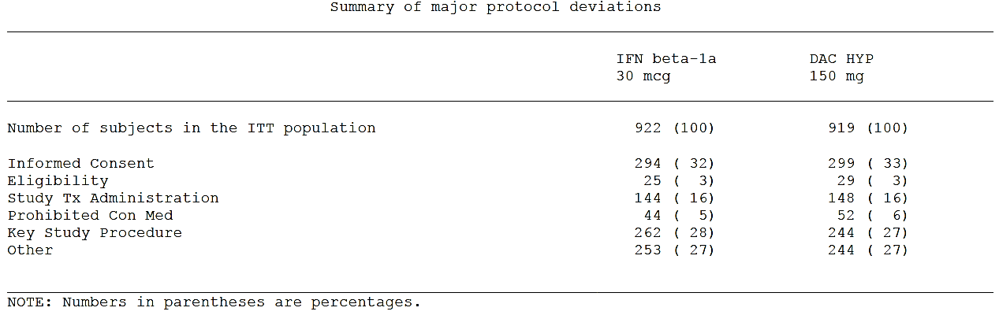 Summary of major protocol deviations
IFN beta-1a DAC HYP
30 mcg 150 mg
Number of subjects in the ITT population 922 (100) 919 (100)
Informed Consent 294 ( 32) 299 ( 33)
Eligibility 25 ( 3) 29 ( 3)
Study Tx Administration 144 ( 16) 148 ( 16)
Prohibited Con Med 44 ( 5) 52 ( 6)
Key Study Procedure 262 ( 28) 244 ( 27)
Other 253 ( 27) 244 ( 27)
NOTE: Numbers in parentheses are percentages.